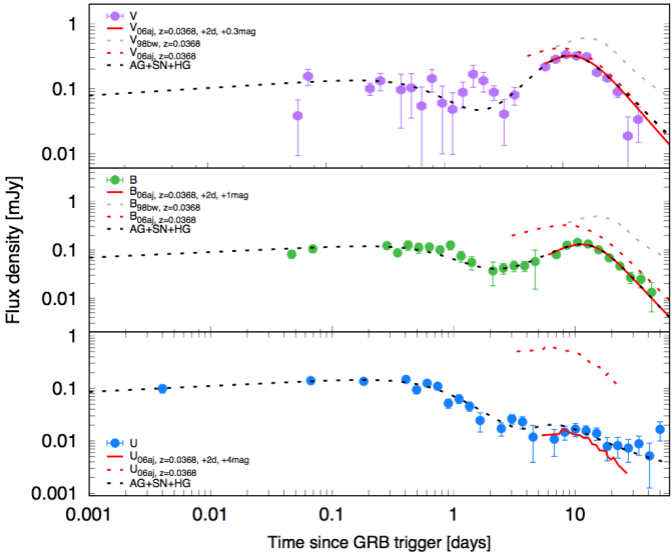 V
V06aj, z=0.0368, +2d, +0.3mag
V98bw, z=0.0368
V06aj, z=0.0368
AG+SN+HG
1
0.1
0.01
B
B06aj, z=0.0368, +2d, +1mag
B98bw, z=0.0368
B06aj, z=0.0368
AG+SN+HG
1
0.1
0.01
Flux density [mJy]
1
0.1
0.01
0.001
U
U06aj, z=0.0368, +2d, +4mag
U06aj, z=0.0368
AG+SN+HG
0.001
0.01
0.1
1
10
Time since GRB trigger [days]